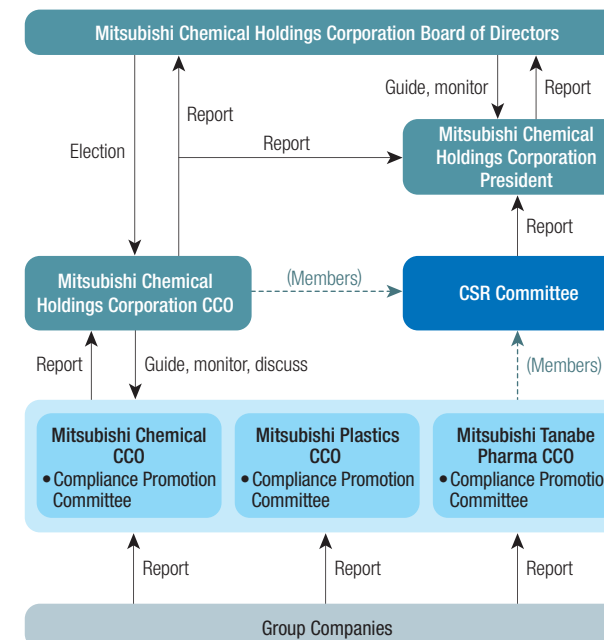 Mitsubishi Chemical Holdings Corporation Board of Directors
Guide, monitor
Report
Report
Election
Report
Mitsubishi Chemical
Holdings Corporation
President
Report
Mitsubishi Chemical
Holdings Corporation CCO
(Members)
CSR Committee
Report
Guide, monitor, discuss
(Members)
Mitsubishi Chemical
CCO
• Compliance Promotion
Committee
Mitsubishi Plastics
CCO
• Compliance Promotion
Committee
Mitsubishi Tanabe
Pharma CCO
• Compliance Promotio
Committee
Report
Report
Report
Group Companies